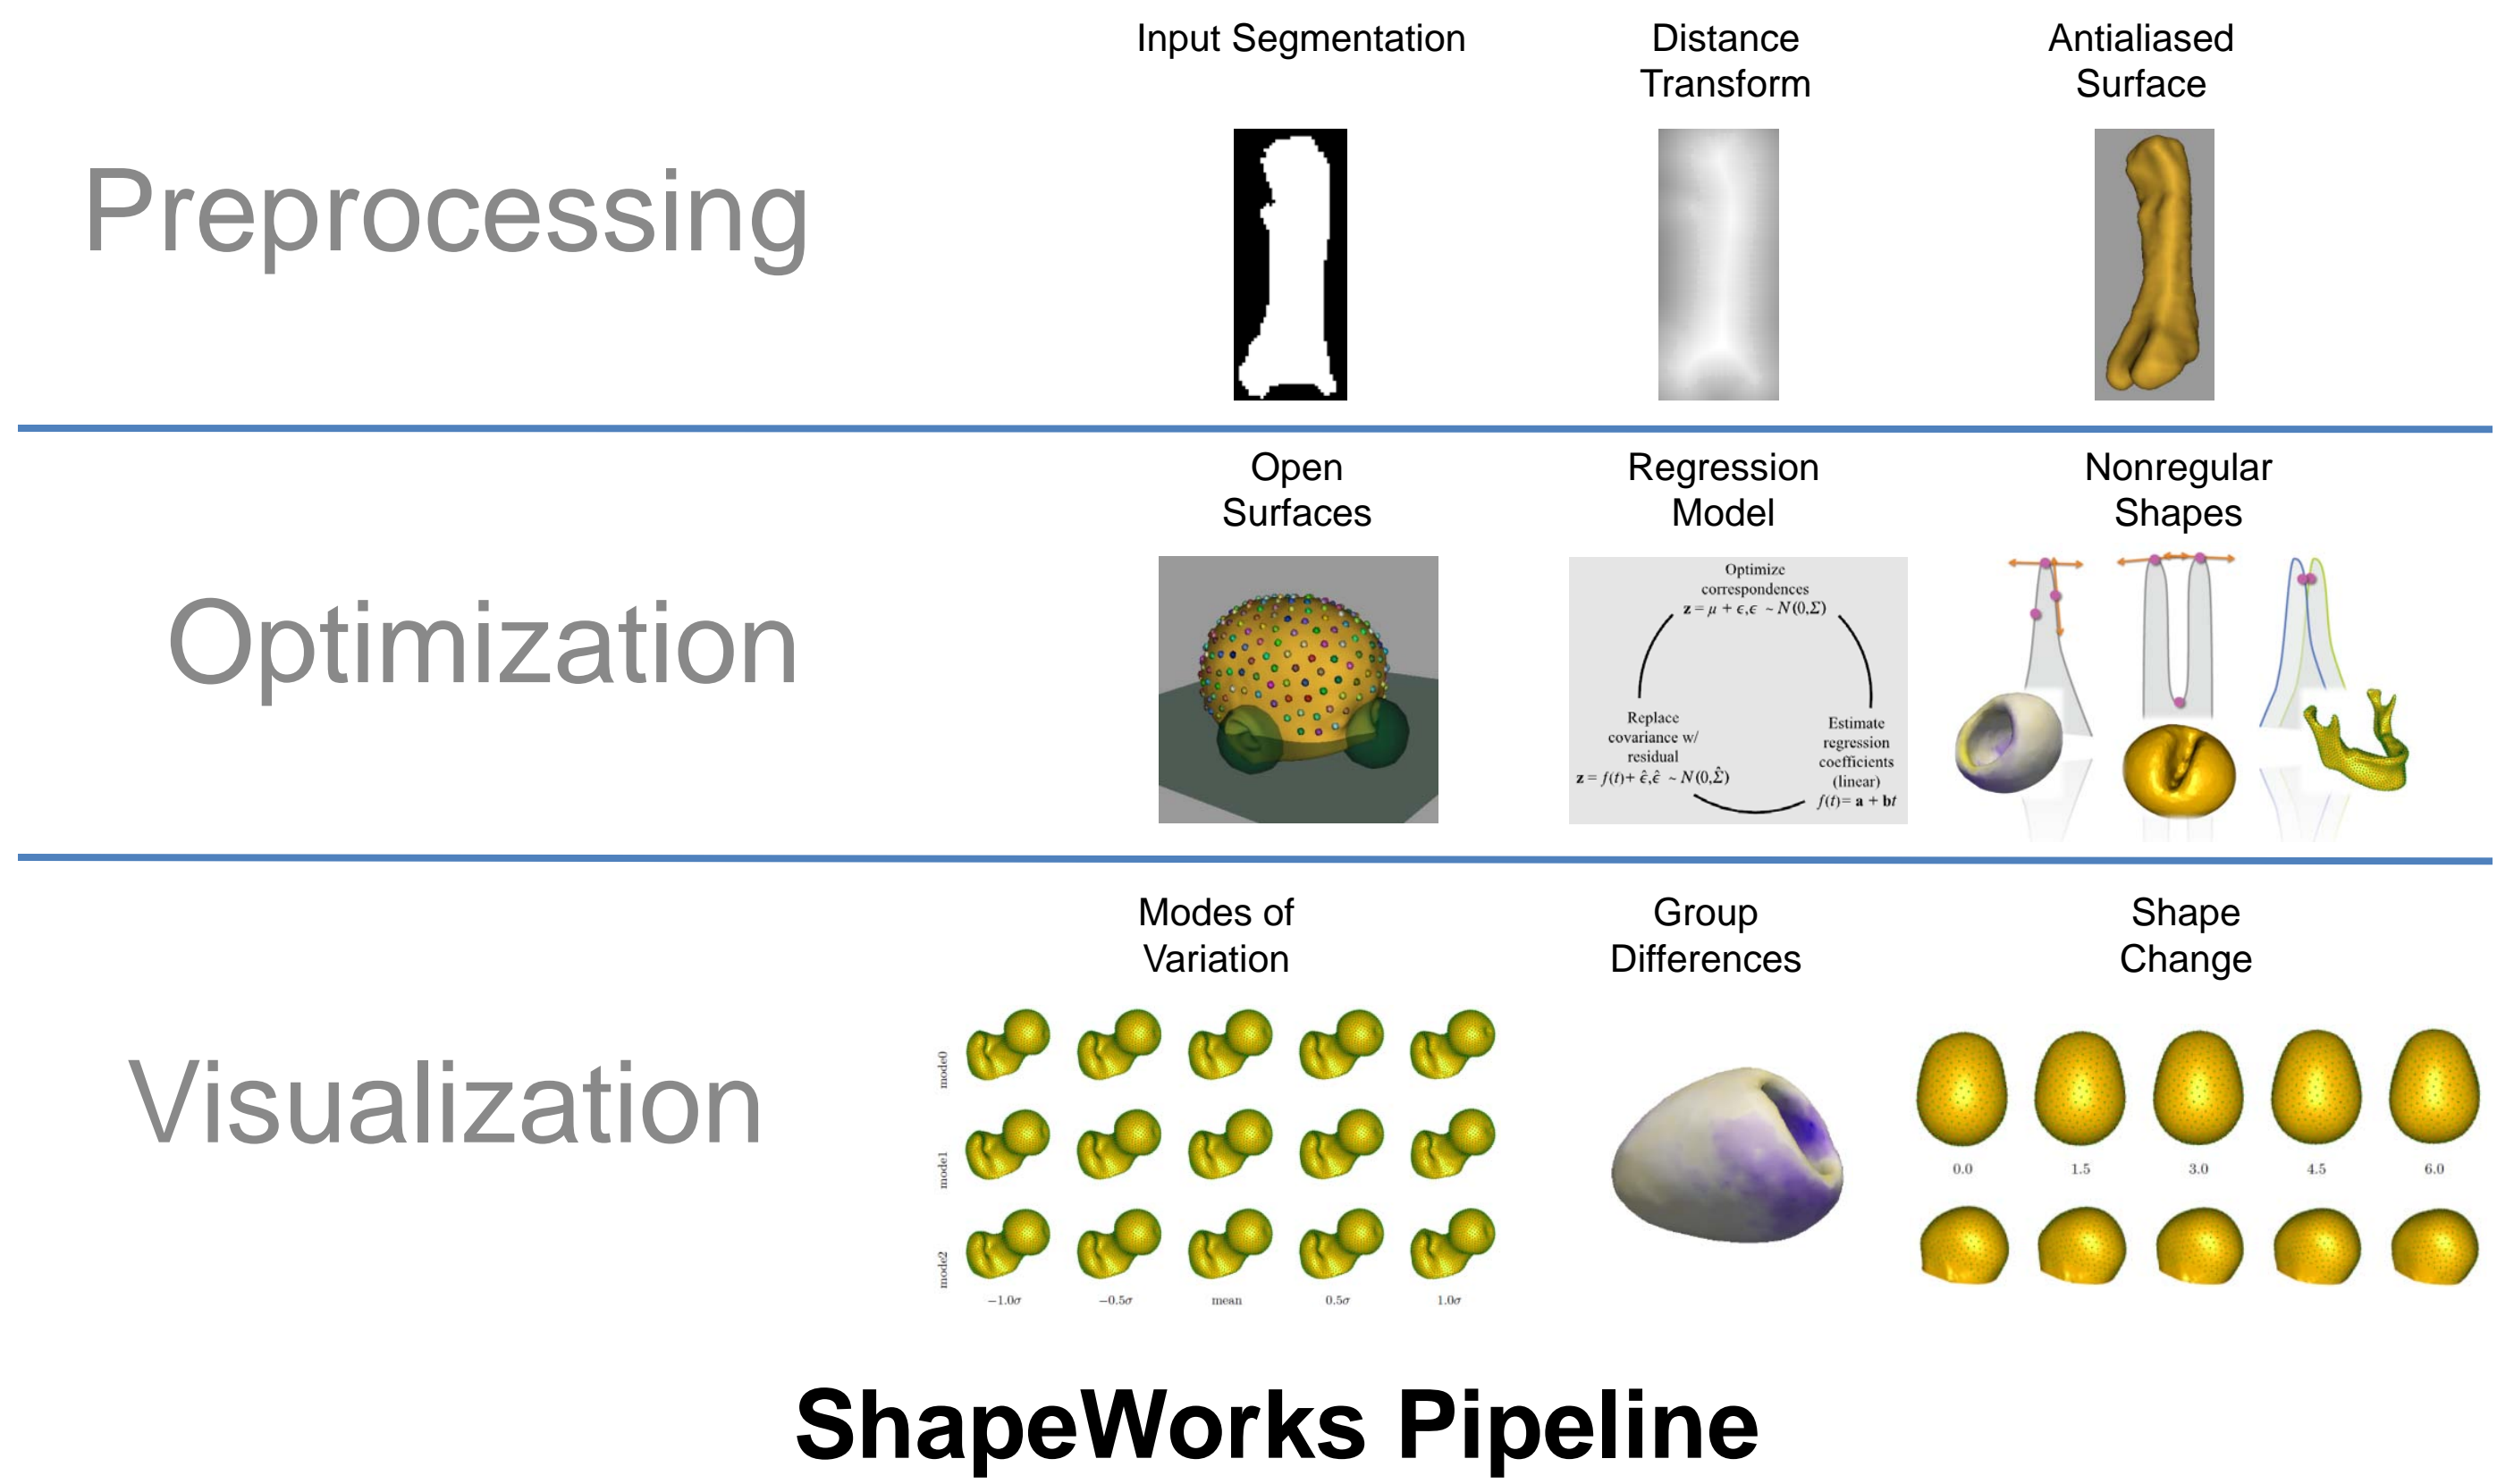 Input Segmentation
Distance
Transform
Antialiased
Surface
Preprocessing
Open
Surfaces
Regression
Model
Nonregular
Shapes
Optimization
Optimize
correspondences
z = μ + ϵ,ϵ ~ N(0,Σ)
Replace
covariance w/
residual
z = f(t)+ ϵ̂,ϵ̂ ~ N(0,Σ̂)
Estimate
regression
coefficients
(linear)
f(t)= a + bt
Modes of
Variation
Group
Differences
Shape
Change
Visualization
mode0
mode1
mode2
−1.0σ −0.5σ mean 0.5σ 1.0σ
0.0 1.5 3.0 4.5 6.0
ShapeWorks Pipeline